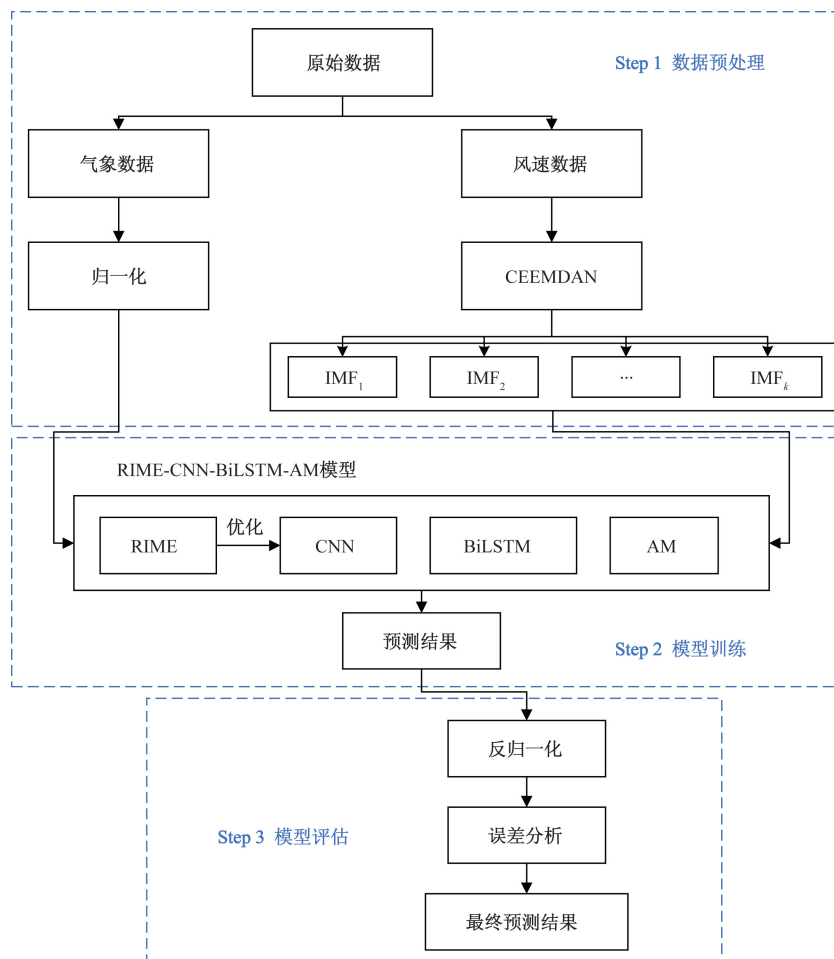 原始数据
Step 1 数据预处理
气象数据
风速数据
归一化
CEEMDAN
IMF1
IMF2
...
IMFk
RIME-CNN-BiLSTM-AM模型
RIME
优化
CNN
BiLSTM
AM
预测结果
Step 2 模型训练
反归一化
Step 3 模型评估
误差分析
最终预测结果